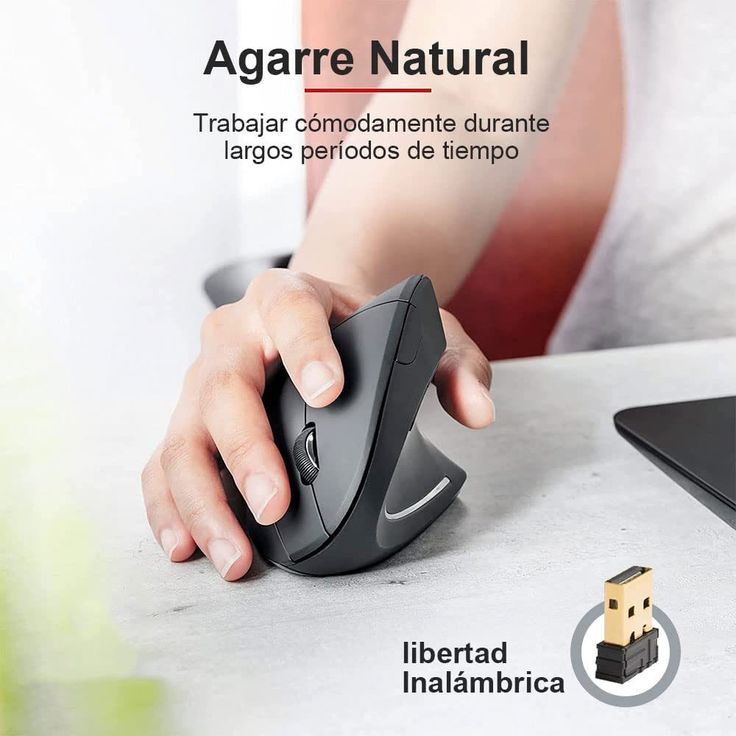 Agarre Natural
Trabajar cómodamente durante
largos períodos de tiempo
libertad
Inalámbrica